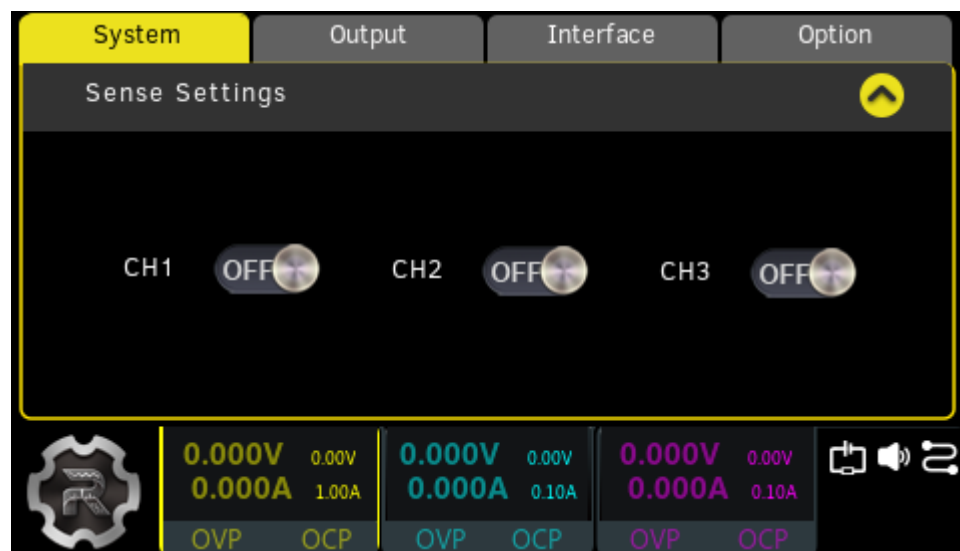 System Output Interface Option
Sense Settings
CH1 OFF CH2 OFF CH3 OFF
0.000V 0.00V 0.000V 0.00V 0.000V 0.00V
0.000A 1.00A 0.000A 0.10A 0.000A 0.10A
OVP OCP OVP OCP OVP OCP